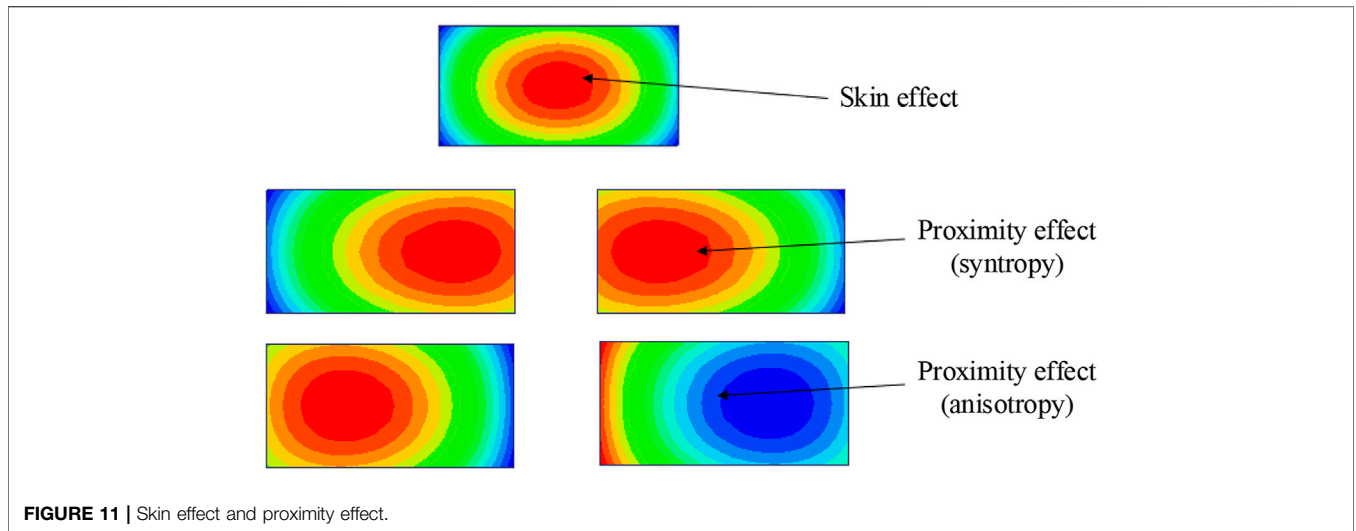 Skin effect
Proximity effect
(syntropy)
Proximity effect
(anisotropy)
FIGURE 11 | Skin effect and proximity effect.